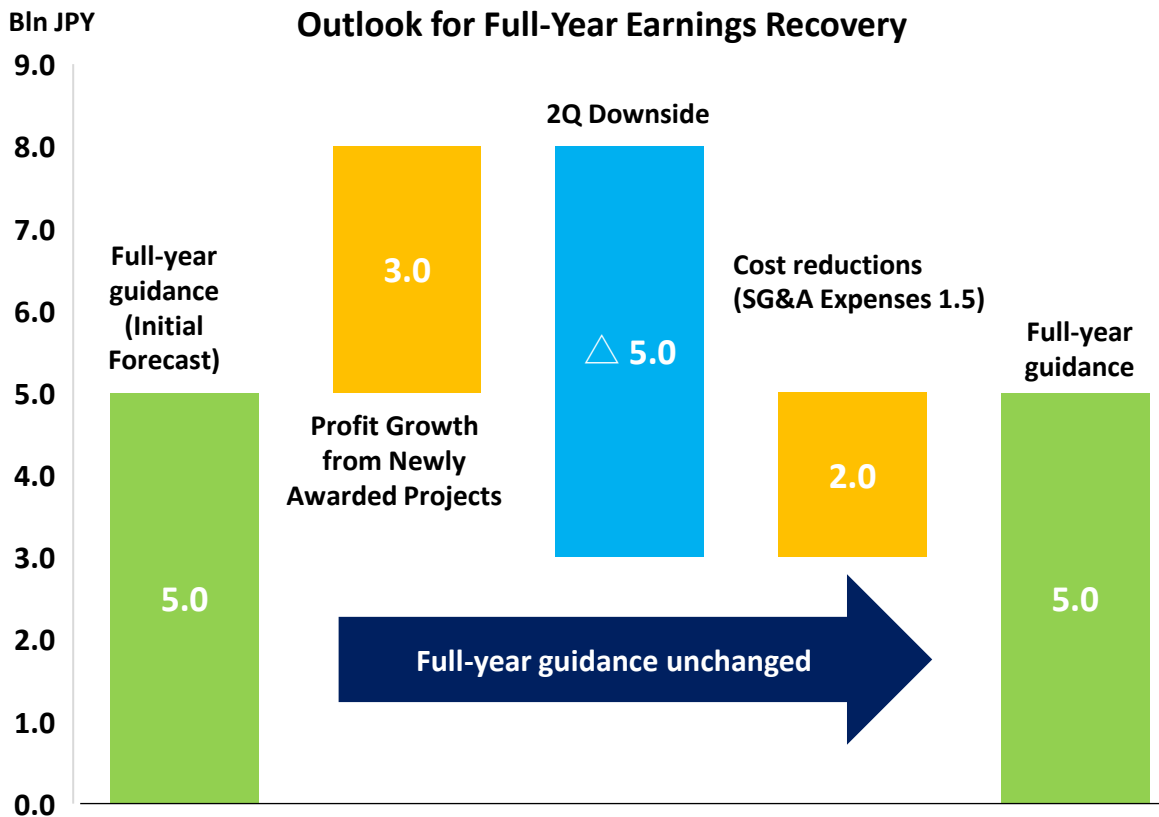 Bln JPY
Outlook for Full-Year Earnings Recovery
9.0
8.0
7.0
6.0
5.0
4.0
3.0
2.0
1.0
0.0
Full-year
guidance
(Initial
Forecast)
5.0
3.0
Profit Growth
from Newly
Awarded Projects
2Q Downside
△ 5.0
Cost reductions
(SG&A Expenses 1.5)
2.0
Full-year
guidance
5.0
Full-year guidance unchanged